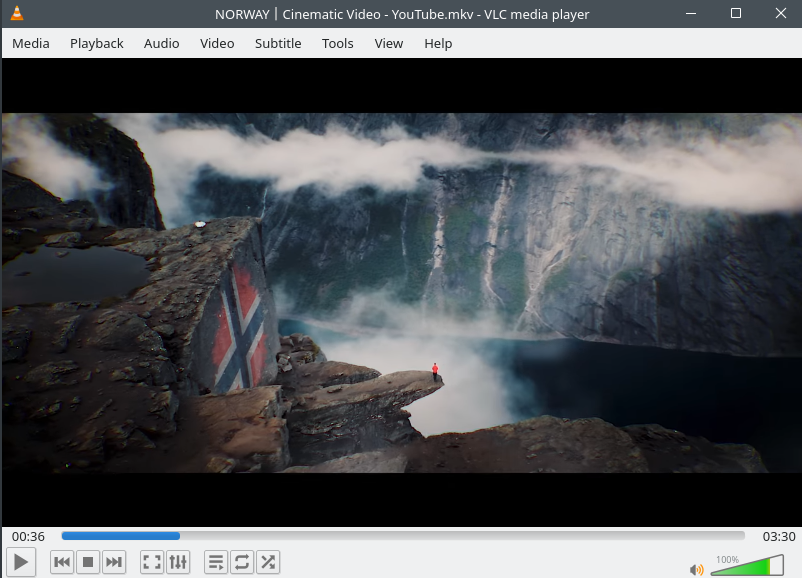 NORWAY | Cinematic Video - YouTube.mkv - VLC media player
Media Playback Audio Video Subtitle Tools View Help
00:36 03:30
100%